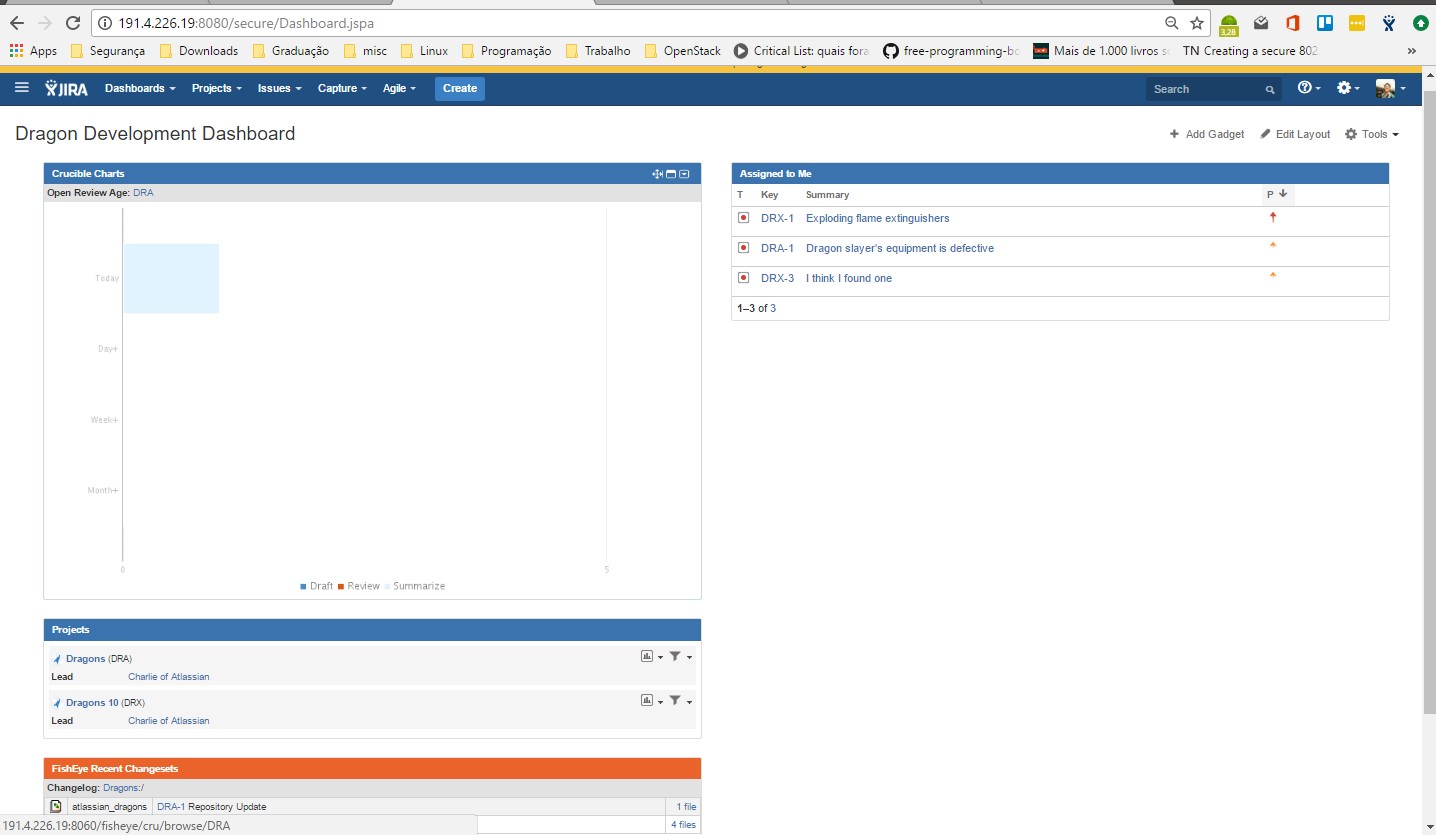 191.4.226.19:8080/secure/Dashboard.jspa
3,28
Apps Segurança Downloads Graduação misc Linux Programação Trabalho OpenStack Critical List: quais fora free-programming-bo Mais de 1.000 livros so TN Creating a secure 802 »
JIRA Dashboards Projects Issues Capture Agile Create Search
Dragon Development Dashboard
Add Gadget Edit Layout Tools
Crucible Charts
Open Review Age: DRA
Today
Day+
Week+
Month+
0 5
Draft Review Summarize
Projects
Dragons (DRA)
Lead Charlie of Atlassian
Dragons 10 (DRX)
Lead Charlie of Atlassian
FishEye Recent Changesets
Changelog: Dragons:/
atlassian_dragons DRA-1 Repository Update 1 file
4 files
Assigned to Me
T Key Summary P
DRX-1 Exploding flame extinguishers
DRA-1 Dragon slayer's equipment is defective
DRX-3 I think I found one
1–3 of 3
191.4.226.19:8060/fisheye/cru/browse/DRA